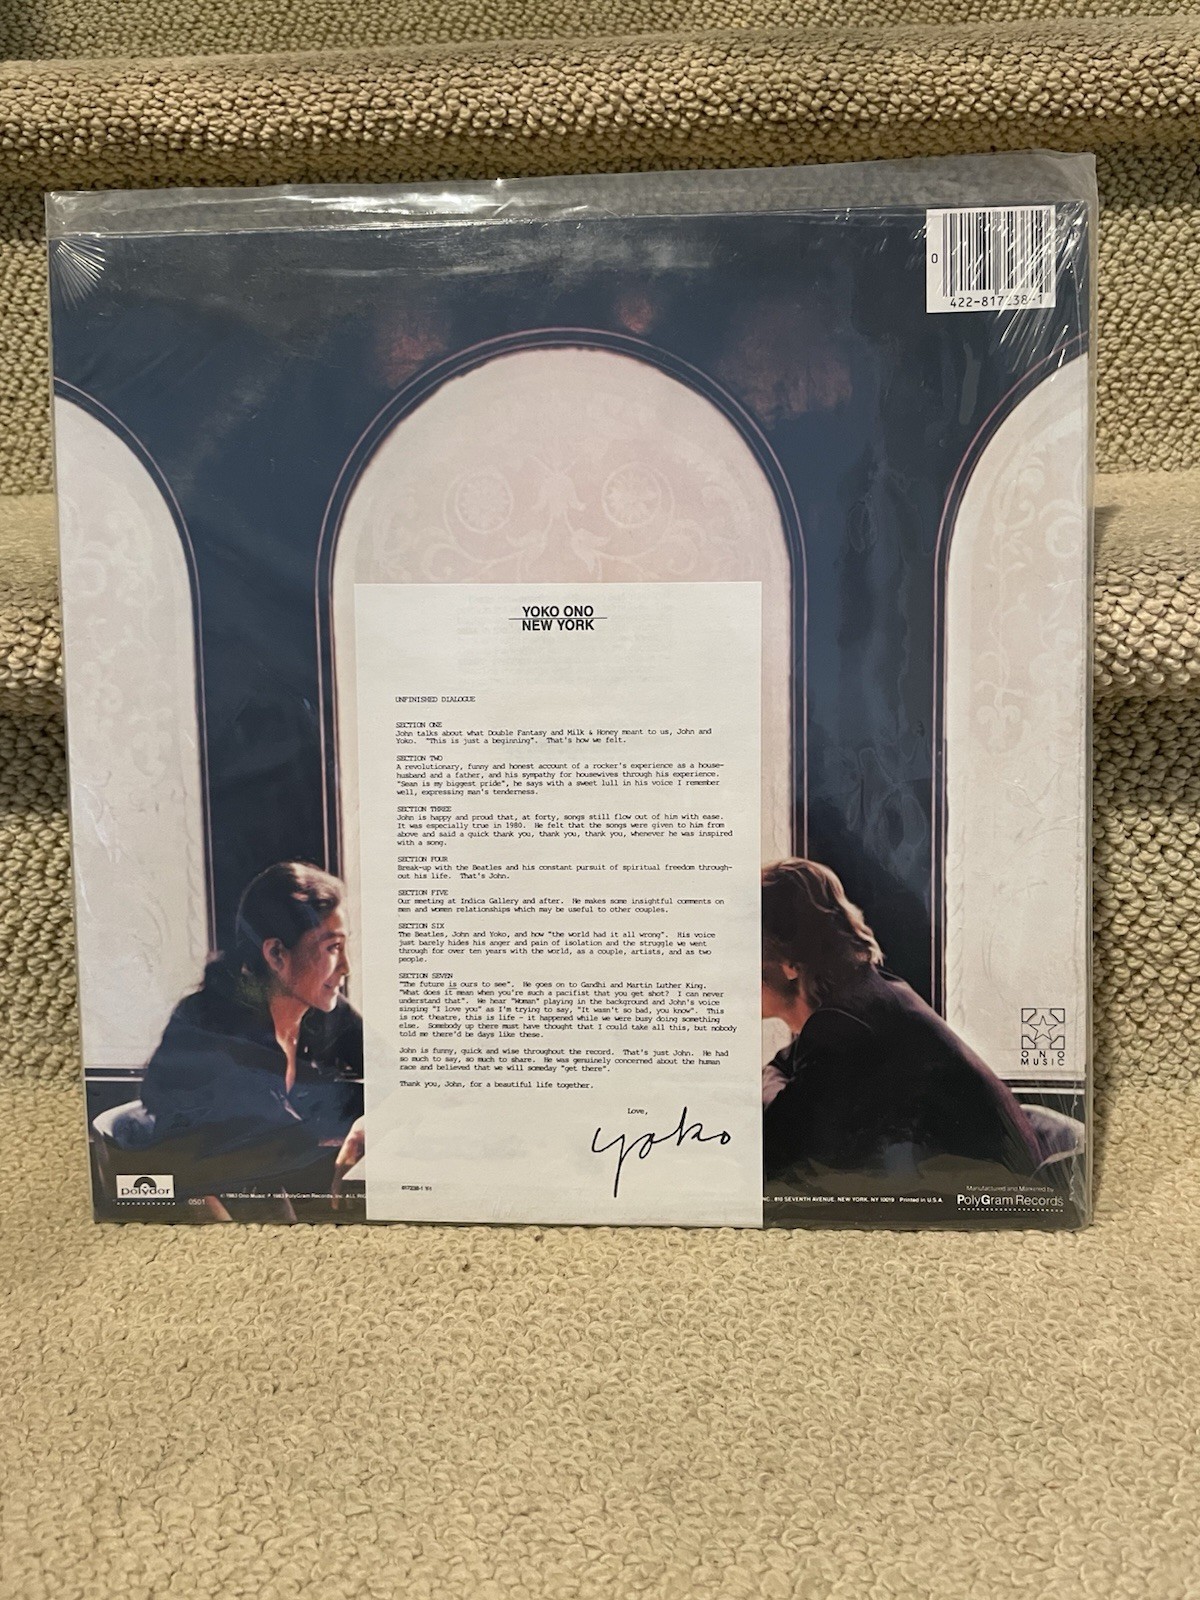 0
422-817238-1
YOKO ONO
NEW YORK
UNFINISHED DIALOGUE
SECTION ONE
John talks about what Double Fantasy and Milk & Honey meant to us, John and
Yoko. "This is just a beginning". That's how we felt.
SECTION TWO
A revolutionary, funny and honest account of a rocker's experience as a house-
husband and a father, and his sympathy for housewives through his experience.
"Sean is my biggest pride", he says with a sweet lull in his voice I remember
well, expressing man's tenderness.
SECTION THREE
John is happy and proud that, at forty, songs still flow out of him with ease.
It was especially true in 1980. He felt that the songs were given to him from
above and said a quick thank you, thank you, thank you, whenever he was inspired
with a song.
SECTION FOUR
Break-up with the Beatles and his constant pursuit of spiritual freedom through-
out his life. That's John.
SECTION FIVE
Our meeting at Indica Gallery and after. He makes some insightful comments on
men and women relationships which may be useful to other couples.
SECTION SIX
The Beatles, John and Yoko, and how "the world had it all wrong". His voice
just barely hides his anger and pain of isolation and the struggle we went
through for over ten years with the world, as a couple, artists, and as two
people.
SECTION SEVEN
"The future is ours to see". He goes on to Gandhi and Martin Luther King.
"What does it mean when you're such a pacifist that you get shot? I can never
understand that". We hear "Woman" playing in the background and John's voice
singing "I love you" as I'm trying to say, "It wasn't so bad, you know". This
is not theatre, this is life - it happened while we were busy doing something
else. Somebody up there must have thought that I could take all this, but nobody
told me there'd be days like these.
John is funny, quick and wise throughout the record. That's just John. He had
so much to say, so much to share. He was genuinely concerned about the human
race and believed that we will someday "get there".
Thank you, John, for a beautiful life together.
Love,
yoko
817238-1 Y1
ONO
MUSIC
polydor
0501
© 1983 Ono Music ℗ 1983 PolyGram Records, Inc. ALL
INC. 810 SEVENTH AVENUE, NEW YORK, NY 10019 Printed in U.S.A.
Manufactured and Marketed by
PolyGram Records